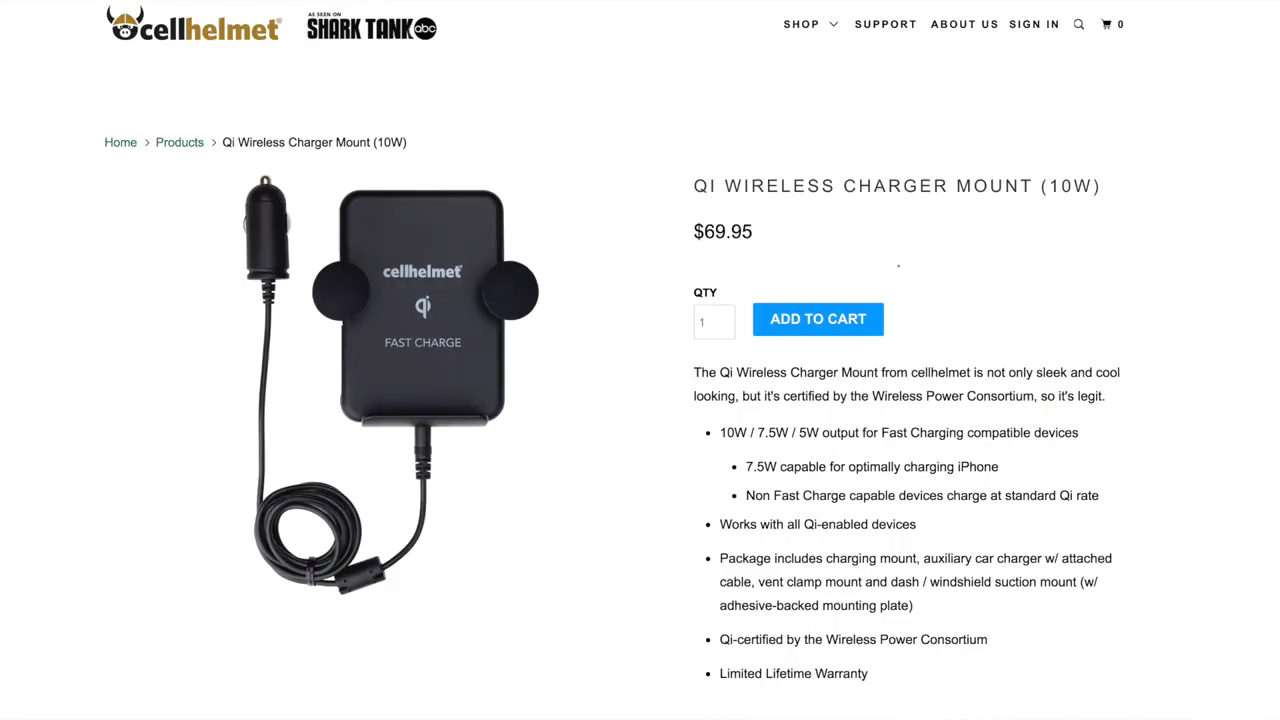 cellhelmet®
AS SEEN ON
SHARK TANK abc
SHOP SUPPORT ABOUT US SIGN IN 0
Home > Products > Qi Wireless Charger Mount (10W)
QI WIRELESS CHARGER MOUNT (10W)
$69.95
cellhelmet
qi
FAST CHARGE
QTY
1
ADD TO CART
The Qi Wireless Charger Mount from cellhelmet is not only sleek and cool
looking, but it's certified by the Wireless Power Consortium, so it's legit.
• 10W / 7.5W / 5W output for Fast Charging compatible devices
• 7.5W capable for optimally charging iPhone
• Non Fast Charge capable devices charge at standard Qi rate
• Works with all Qi-enabled devices
• Package includes charging mount, auxiliary car charger w/ attached
cable, vent clamp mount and dash / windshield suction mount (w/
adhesive-backed mounting plate)
• Qi-certified by the Wireless Power Consortium
• Limited Lifetime Warranty